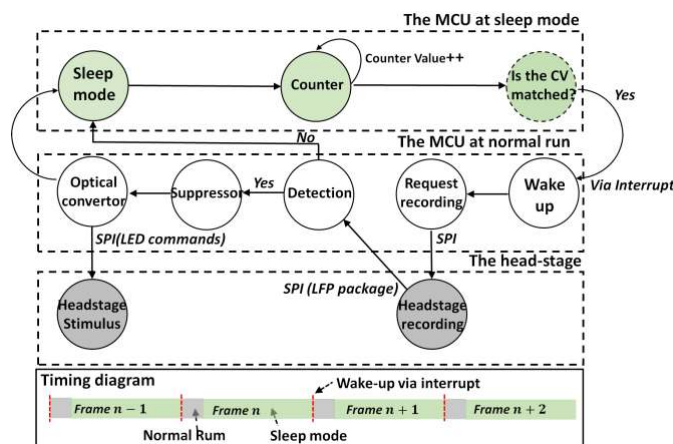 The MCU at sleep mode
Sleep
mode
Counter
Counter Value++
Is the CV
matched?
Yes
No
The MCU at normal run
Via Interrupt
Optical
convertor
Suppressor
Yes
Detection
Request
recording
Wake
up
SPI(LED commands)
SPI
The head-stage
SPI (LFP package)
Headstage
Stimulus
Headstage
recording
Timing diagram
Wake-up via interrupt
Frame n − 1
Frame n
Frame n + 1
Frame n + 2
Normal Rum
Sleep mode